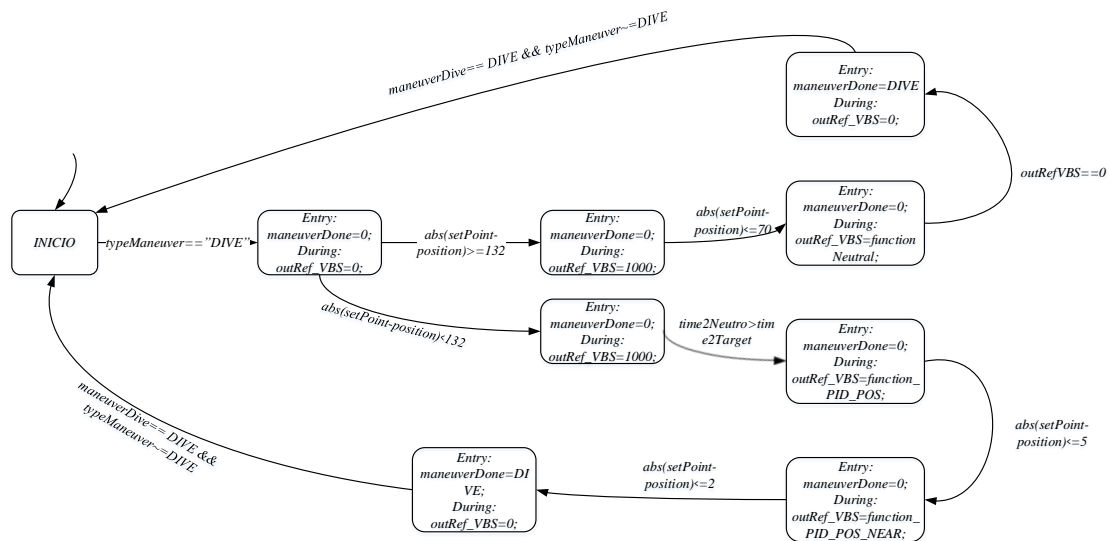 maneuverDive== DIVE && typeManeuver~=DIVE
Entry:
maneuverDone=DIVE
During:
outRef_VBS=0;
outRefVBS==0
INICIO
typeManeuver=="DIVE"
Entry:
maneuverDone=0;
During:
outRef_VBS=0;
abs(setPoint-
position)>=132
Entry:
maneuverDone=0;
During:
outRef_VBS=1000;
abs(setPoint-
position)<=70
Entry:
maneuverDone=0;
During:
outRef_VBS=function
Neutral;
abs(setPoint-position)<132
Entry:
maneuverDone=0;
During:
outRef_VBS=1000;
time2Neutro>tim
e2Target
Entry:
maneuverDone=0;
During:
outRef_VBS=function_
PID_POS;
abs(setPoint-
position)<=5
Entry:
maneuverDone=0;
During:
outRef_VBS=function_
PID_POS_NEAR;
abs(setPoint-
position)<=2
Entry:
maneuverDone=DI
VE;
During:
outRef_VBS=0;
maneuverDive== DIVE &&
typeManeuver~=DIVE